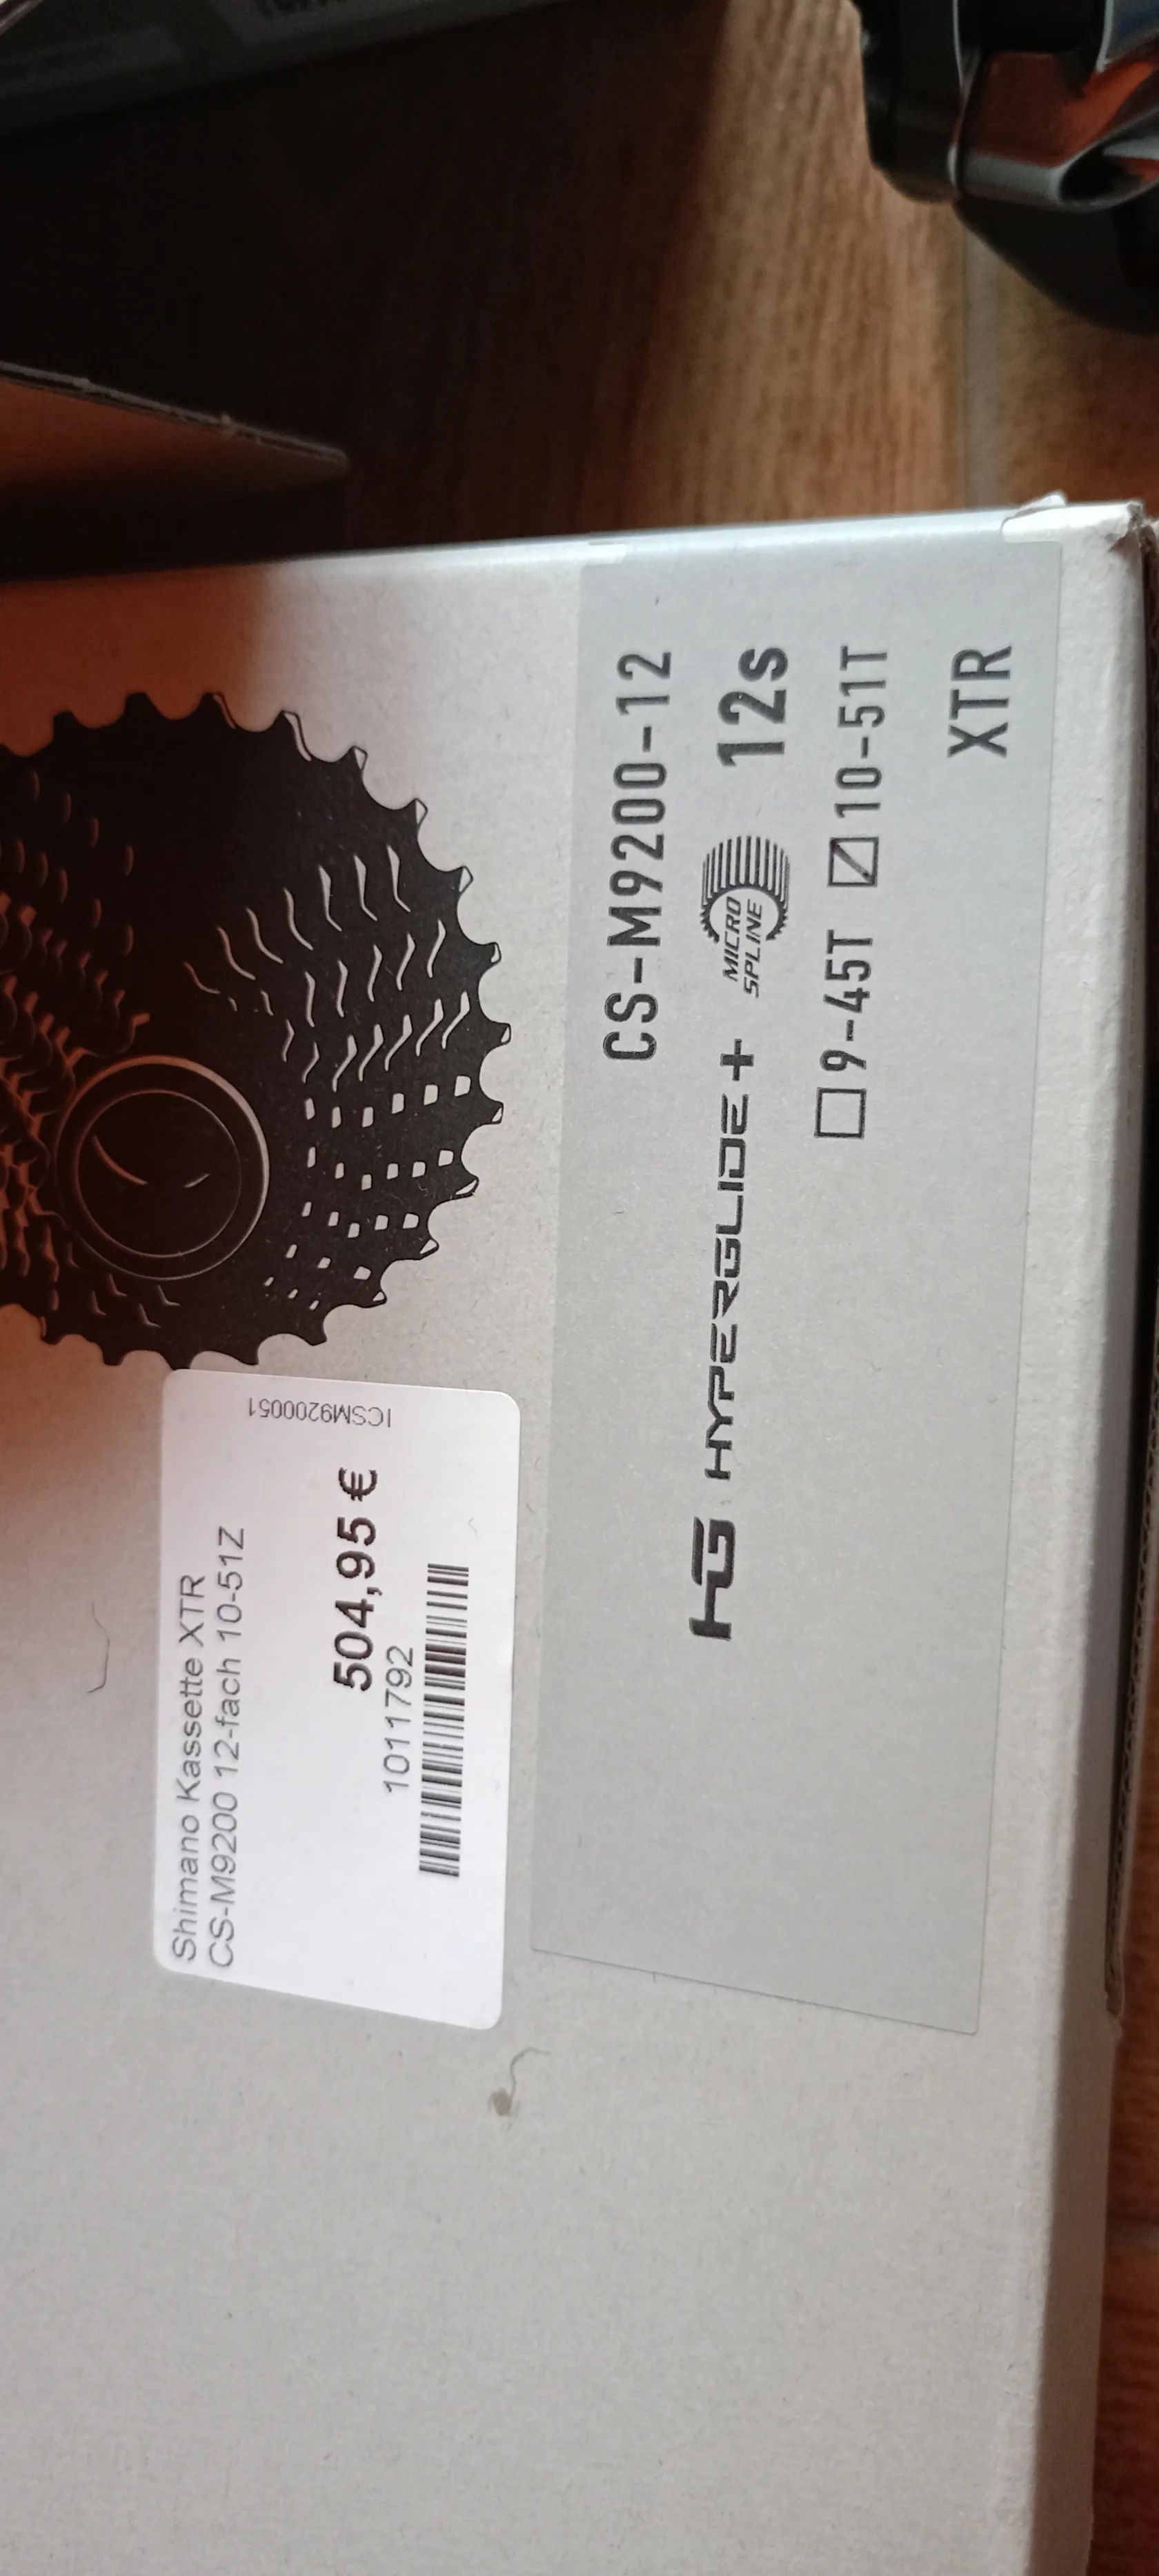 CS-M9200-12
HG HYPERGLIDE+ MICRO SPLINE 12s
9-45T 10-51T
XTR
Shimano Kassette XTR
CS-M9200 12-fach 10-51Z
504,95 €
1011792
ICSM9200051